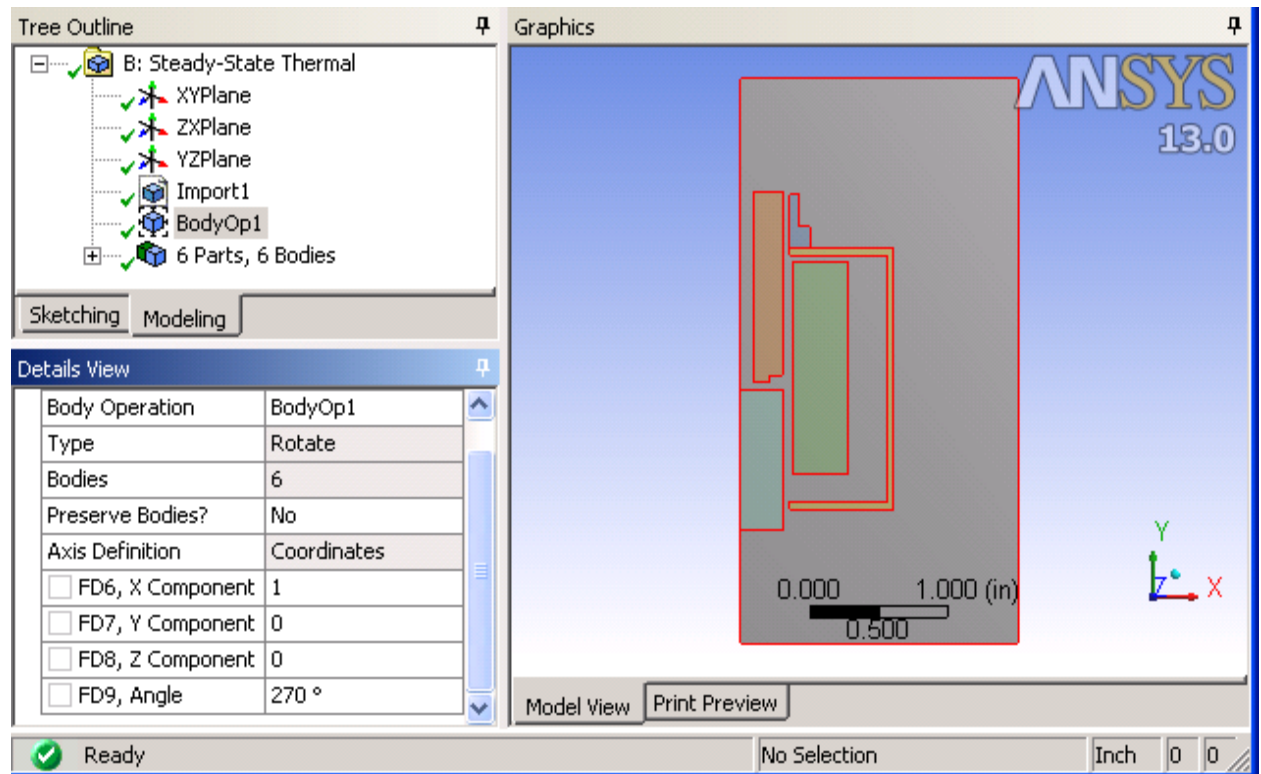 Tree Outline
B: Steady-State Thermal
XYPlane
ZXPlane
YZPlane
Import1
BodyOp1
6 Parts, 6 Bodies
Sketching Modeling
Details View
Body Operation BodyOp1
Type Rotate
Bodies 6
Preserve Bodies? No
Axis Definition Coordinates
FD6, X Component 1
FD7, Y Component 0
FD8, Z Component 0
FD9, Angle 270 °
Graphics
ANSYS
13.0
0.000 1.000 (in)
0.500
Y
Z X
Model View Print Preview
Ready No Selection Inch 0 0